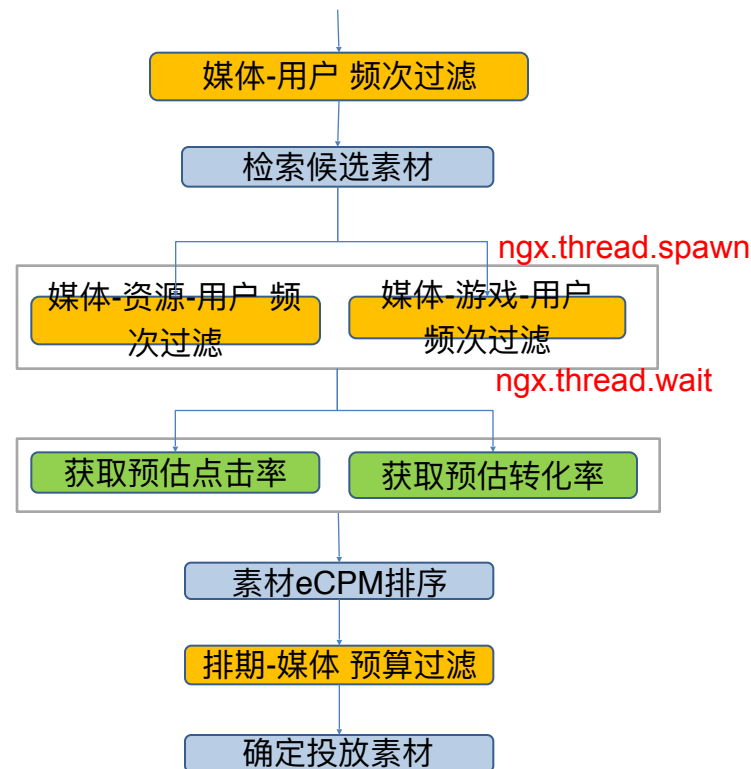 媒体-用户 频次过滤
检索候选素材
ngx.thread.spawn
媒体-资源-用户 频
次过滤
媒体-游戏-用户
频次过滤
ngx.thread.wait
获取预估点击率
获取预估转化率
素材eCPM排序
排期-媒体 预算过滤
确定投放素材